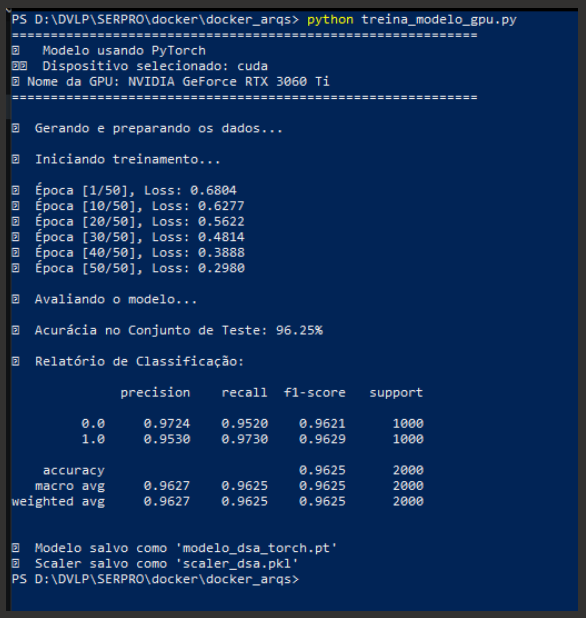 PS D:\DVLP\SERPRO\docker\docker_arqs> python treina_modelo_gpu.py
============================================================
Modelo usando PyTorch
Dispositivo selecionado: cuda
Nome da GPU: NVIDIA GeForce RTX 3060 Ti
============================================================
Gerando e preparando os dados...
Iniciando treinamento...
Época [1/50], Loss: 0.6804
Época [10/50], Loss: 0.6277
Época [20/50], Loss: 0.5622
Época [30/50], Loss: 0.4814
Época [40/50], Loss: 0.3888
Época [50/50], Loss: 0.2980
Avaliando o modelo...
Acurácia no Conjunto de Teste: 96.25%
Relatório de Classificação:
precision recall f1-score support
0.0 0.9724 0.9520 0.9621 1000
1.0 0.9530 0.9730 0.9629 1000
accuracy 0.9625 2000
macro avg 0.9627 0.9625 0.9625 2000
weighted avg 0.9627 0.9625 0.9625 2000
Modelo salvo como 'modelo_dsa_torch.pt'
Scaler salvo como 'scaler_dsa.pkl'
PS D:\DVLP\SERPRO\docker\docker_arqs>